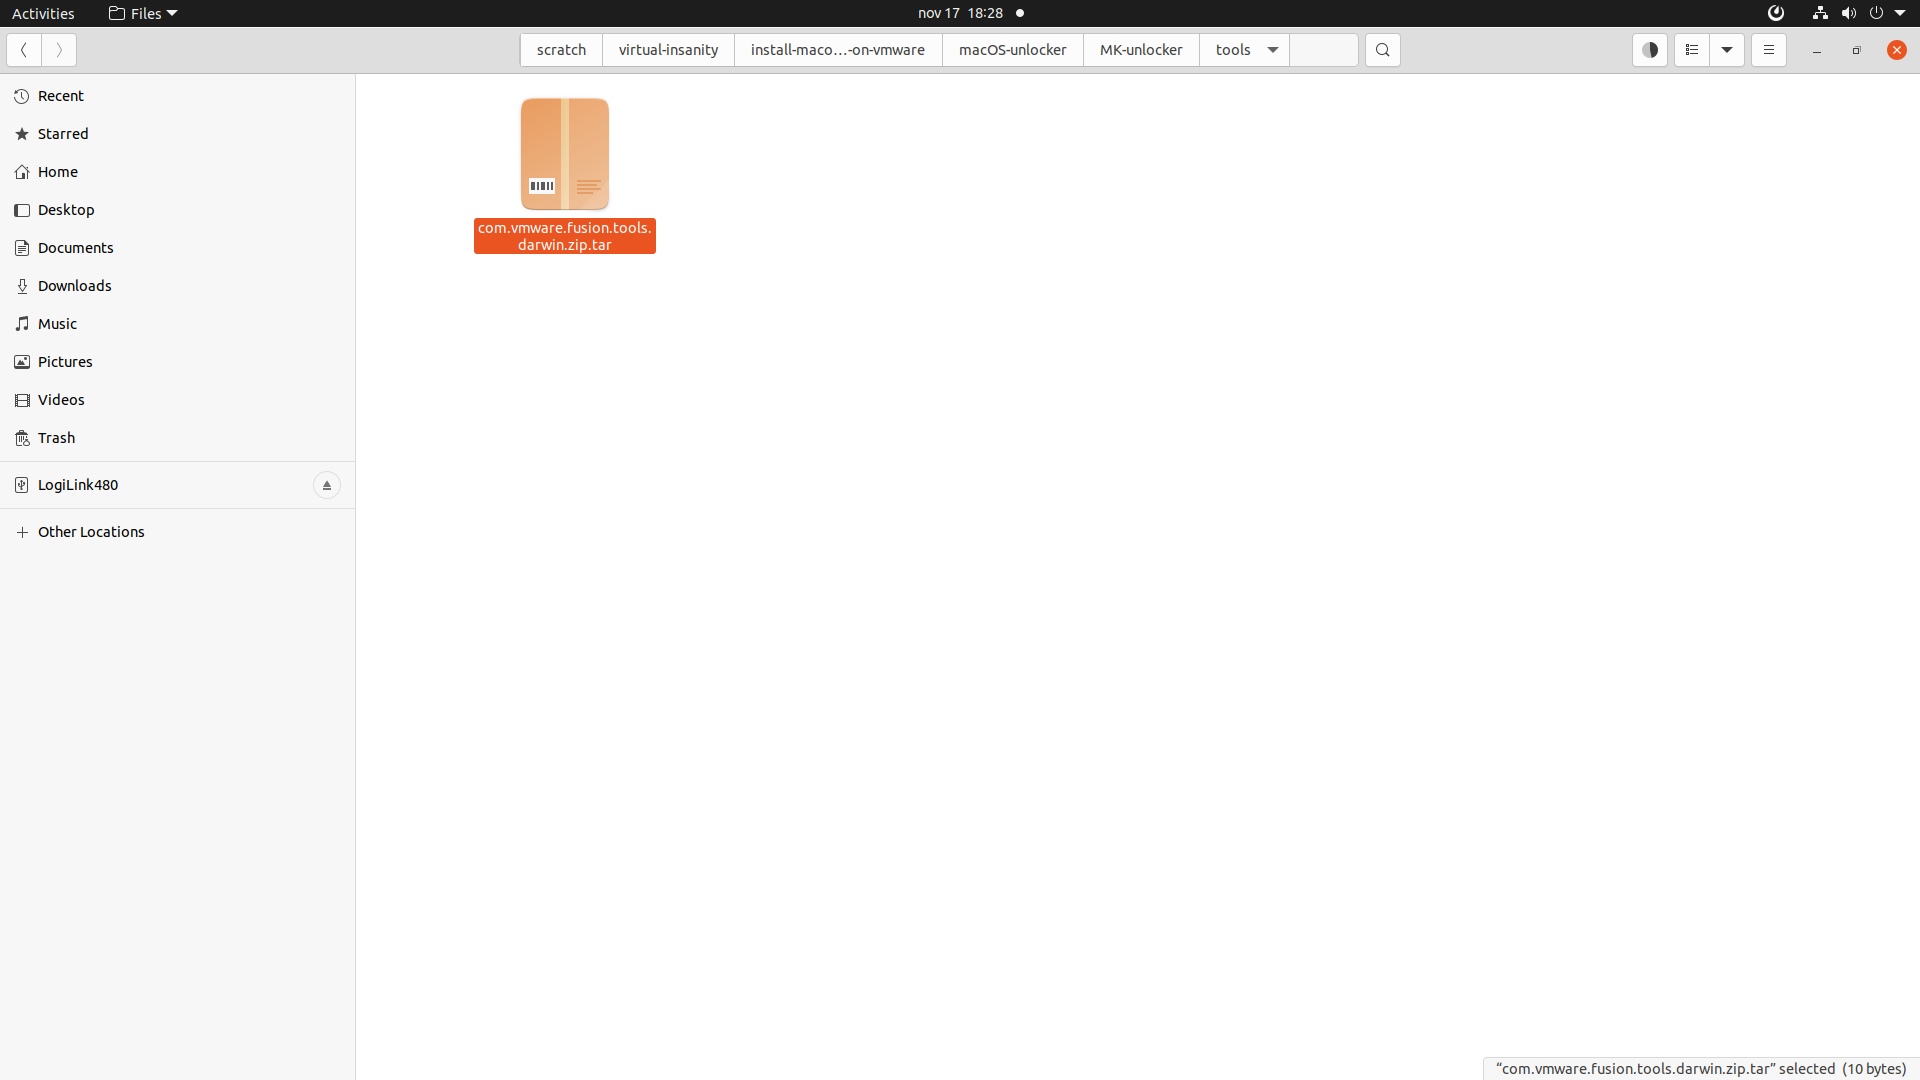 Activities
Files
nov 17 18:28
scratch
virtual-insanity
install-maco...-on-vmware
macOS-unlocker
MK-unlocker
tools
Recent
Starred
Home
Desktop
Documents
Downloads
Music
Pictures
Videos
Trash
LogiLink480
Other Locations
com.vmware.fusion.tools.
darwin.zip.tar
“com.vmware.fusion.tools.darwin.zip.tar” selected (10 bytes)